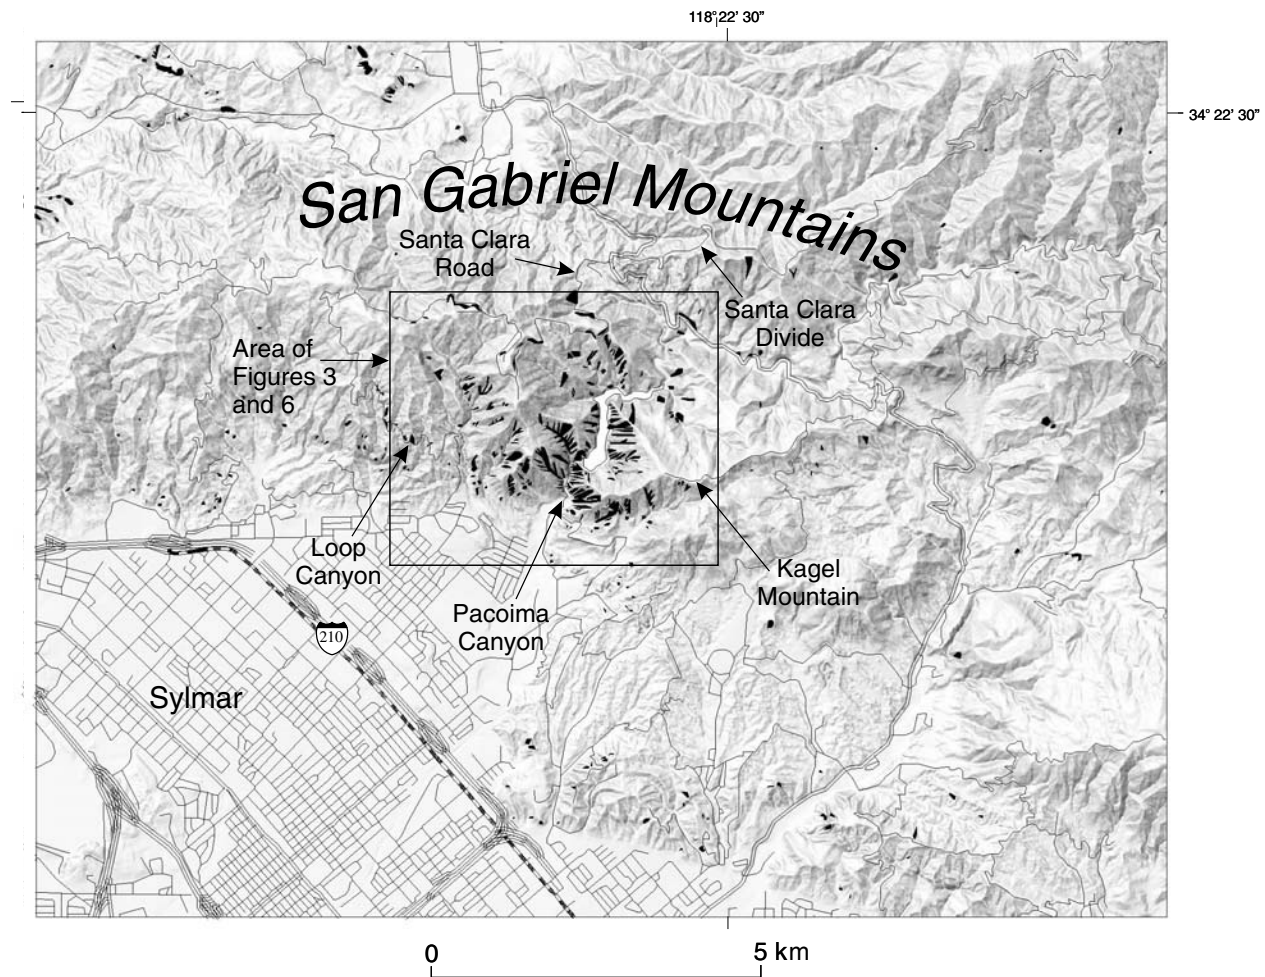 118° 22' 30”
34° 22' 30”
San Gabriel Mountains
Santa Clara
Road
Santa Clara
Divide
Area of
Figures 3
and 6
Loop
Canyon
Kagel
Mountain
Pacoima
Canyon
210
Sylmar
0
5 km